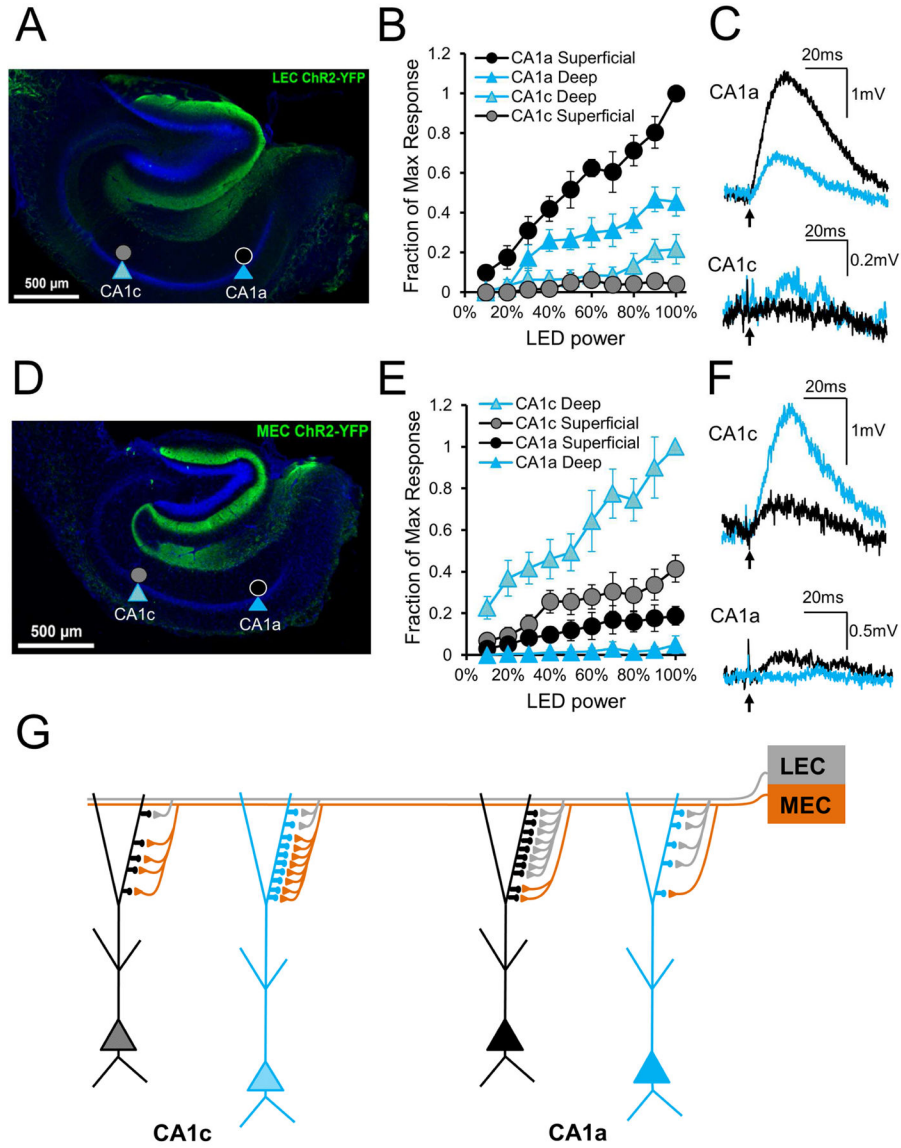 A
LEC ChR2-YFP
CA1c
CA1a
500 µm
B
CA1a Superficial
CA1a Deep
CA1c Deep
CA1c Superficial
Fraction of Max Response
1.2
1
0.8
0.6
0.4
0.2
0
0% 20% 40% 60% 80% 100%
LED power
C
20ms
CA1a
1mV
20ms
CA1c
0.2mV
D
MEC ChR2-YFP
CA1c
CA1a
500 µm
E
CA1c Deep
CA1c Superficial
CA1a Superficial
CA1a Deep
Fraction of Max Response
1.2
1
0.8
0.6
0.4
0.2
0
0% 20% 40% 60% 80% 100%
LED power
F
20ms
CA1c
1mV
CA1a
20ms
0.5mV
G
LEC
MEC
CA1c
CA1a